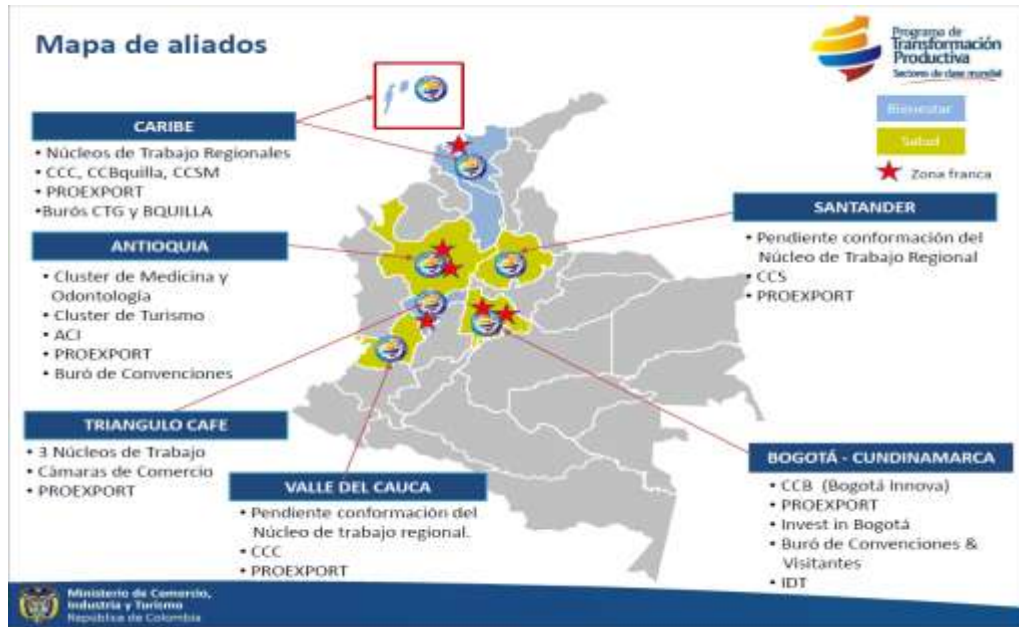 Mapa de aliados
Programa de
Transformación
Productiva
Sectores de clase mundial
Bienestar
Salud
Zona franca
CARIBE
• Núcleos de Trabajo Regionales
• CCC, CCBquilla, CCSM
• PROEXPORT
•Burós CTG y BQUILLA
ANTIOQUIA
• Cluster de Medicina y
Odontología
• Cluster de Turismo
• ACI
• PROEXPORT
• Buró de Convenciones
TRIANGULO CAFE
• 3 Núcleos de Trabajo
• Cámaras de Comercio
• PROEXPORT
VALLE DEL CAUCA
• Pendiente conformación del
Núcleo de trabajo regional.
• CCC
• PROEXPORT
SANTANDER
• Pendiente conformación del
Núcleo de Trabajo Regional
• CCS
• PROEXPORT
BOGOTÁ - CUNDINAMARCA
• CCB (Bogotá Innova)
• PROEXPORT
• Invest in Bogotá
• Buró de Convenciones &
Visitantes
• IDT
Ministerio de Comercio,
Industria y Turismo
República de Colombia